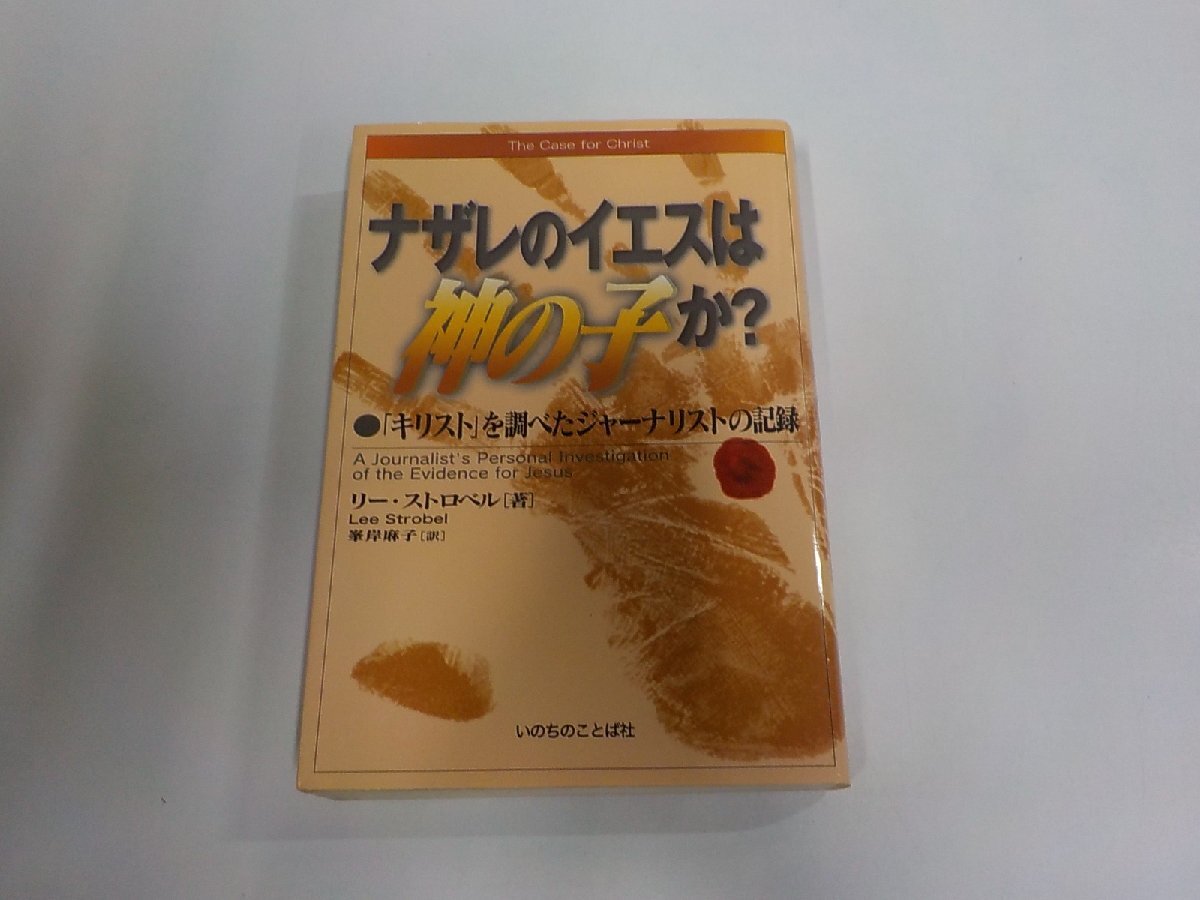 The Case for Christ
ナザレのイエスは
神の子か?
●「キリスト」を調べたジャーナリストの記録
A Journalist's Personal Investigation
of the Evidence for Jesus
リー・ストロベル［著］
Lee Strobel
峯岸麻子［訳］
いのちのことば社